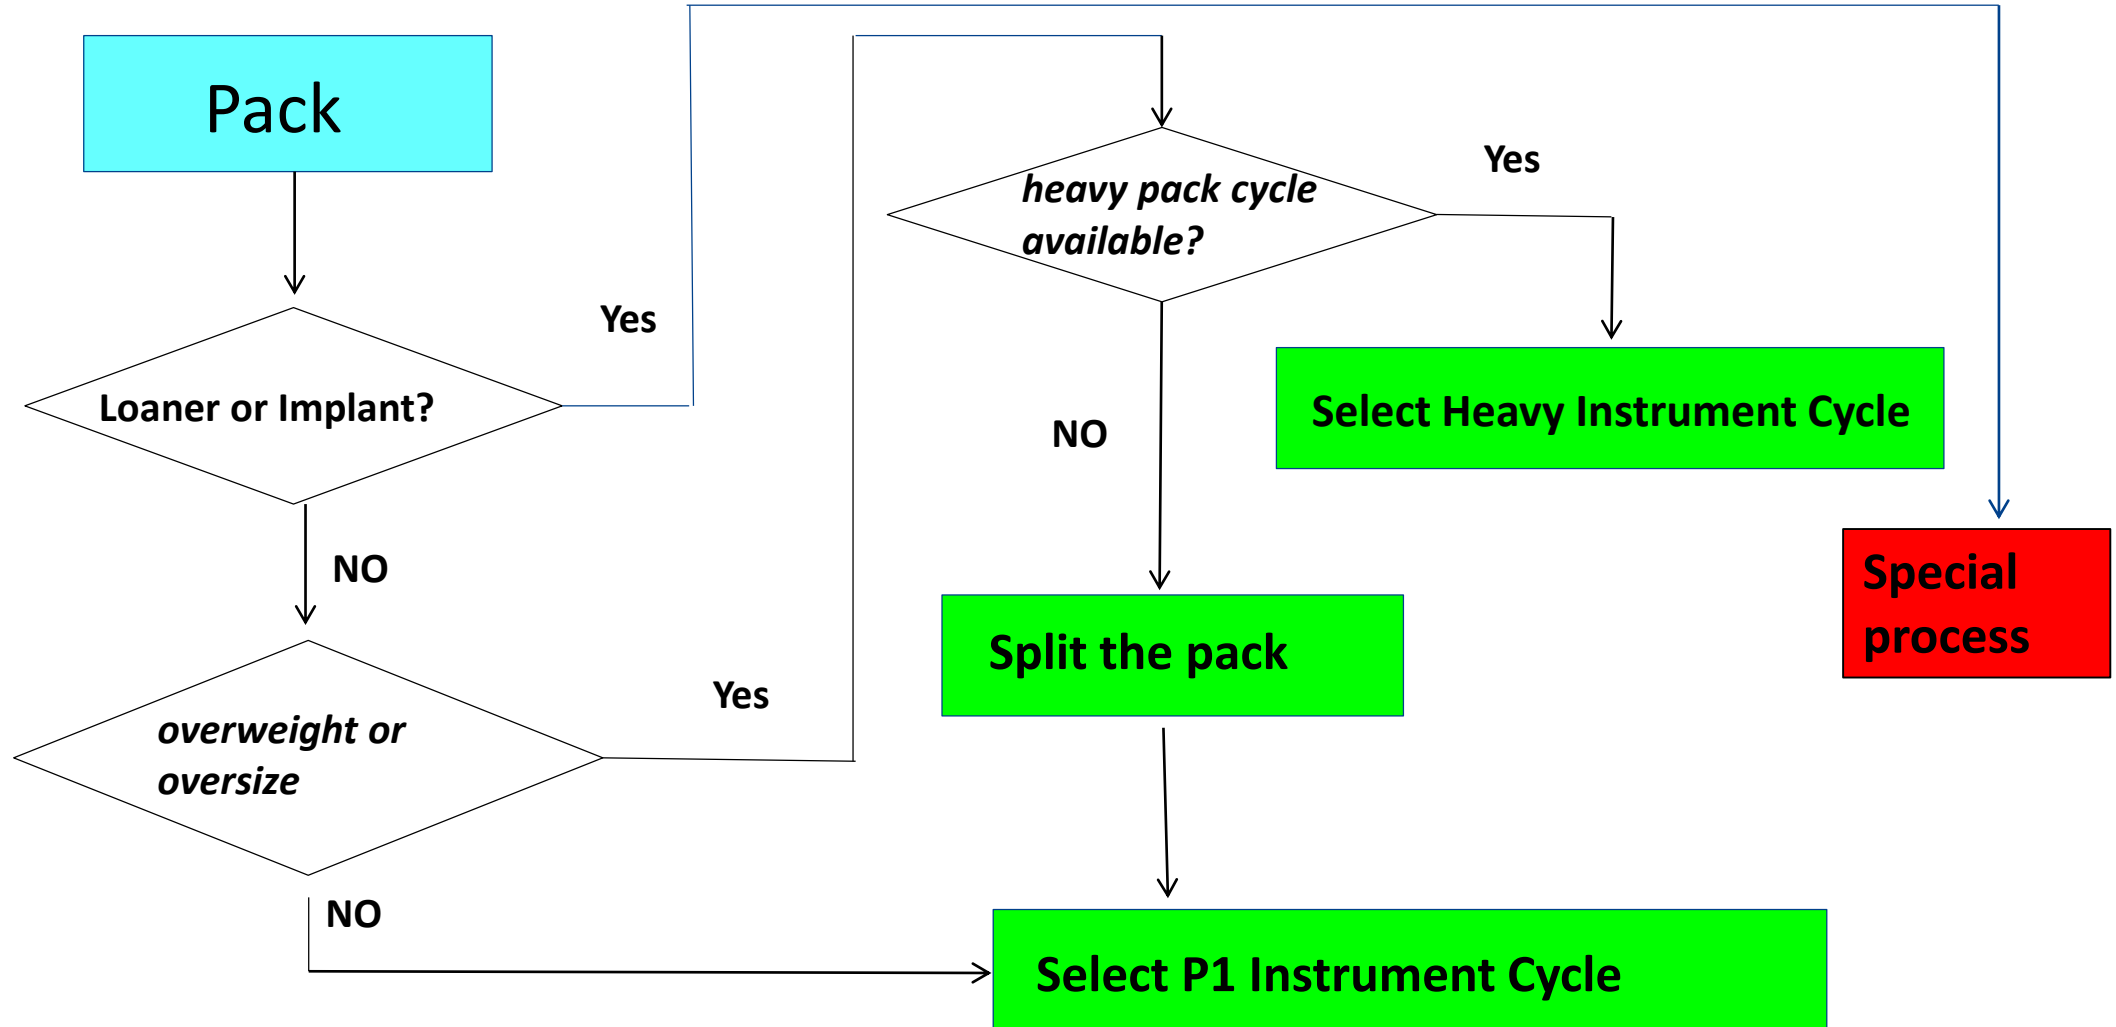 Pack
heavy pack cycle
available?
Yes
Yes
Loaner or Implant?
Select Heavy Instrument Cycle
NO
NO
Special
process
Split the pack
Yes
overweight or
oversize
NO
Select P1 Instrument Cycle